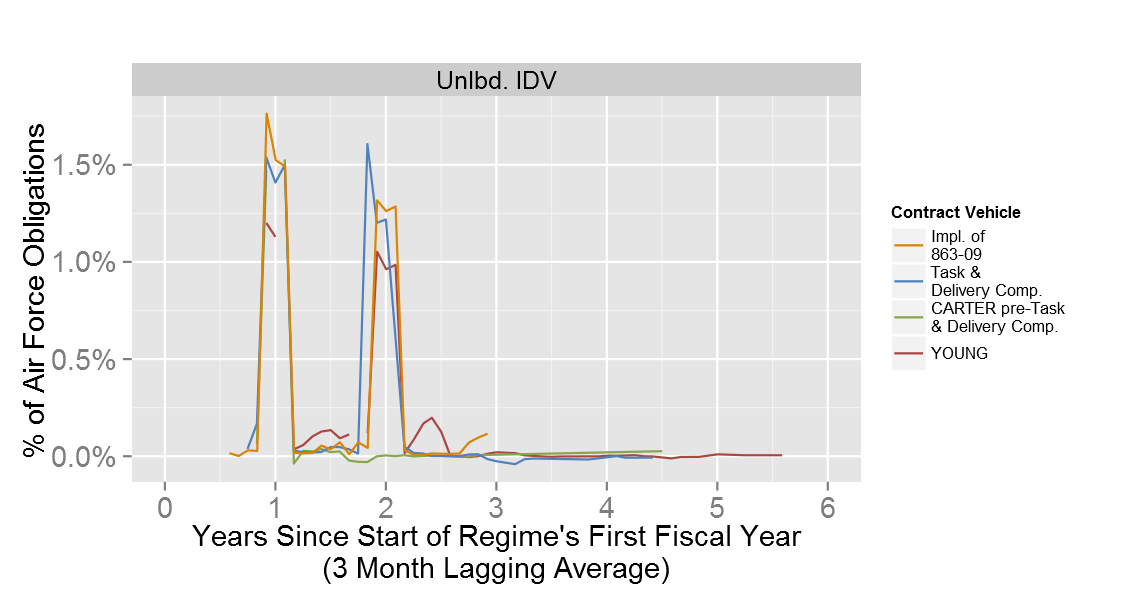 Unlbd. IDV
% of Air Force Obligations
1.5%
1.0%
0.5%
0.0%
0 1 2 3 4 5 6
Years Since Start of Regime's First Fiscal Year
(3 Month Lagging Average)
Contract Vehicle
Impl. of
863-09
Task &
Delivery Comp.
CARTER pre-Task
& Delivery Comp.
YOUNG